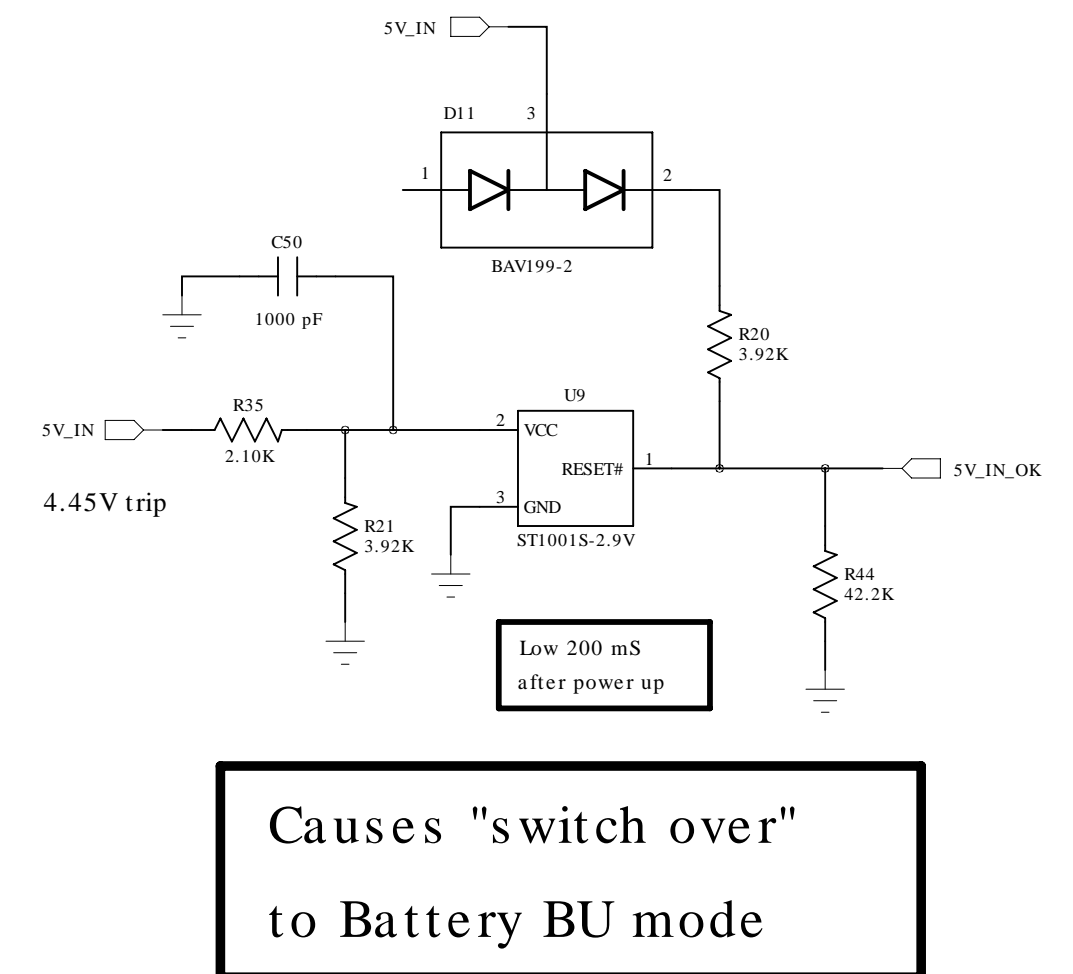 5V_IN
D11
3
1
2
BAV199-2
C50
1000 pF
R20
3.92K
U9
R35
5V_IN
2.10K
2
VCC
RESET#
1
5V_IN_OK
4.45V trip
3
GND
R21
3.92K
ST1001S-2.9V
R44
42.2K
Low 200 mS
after power up
Causes "switch over"
to Battery BU mode